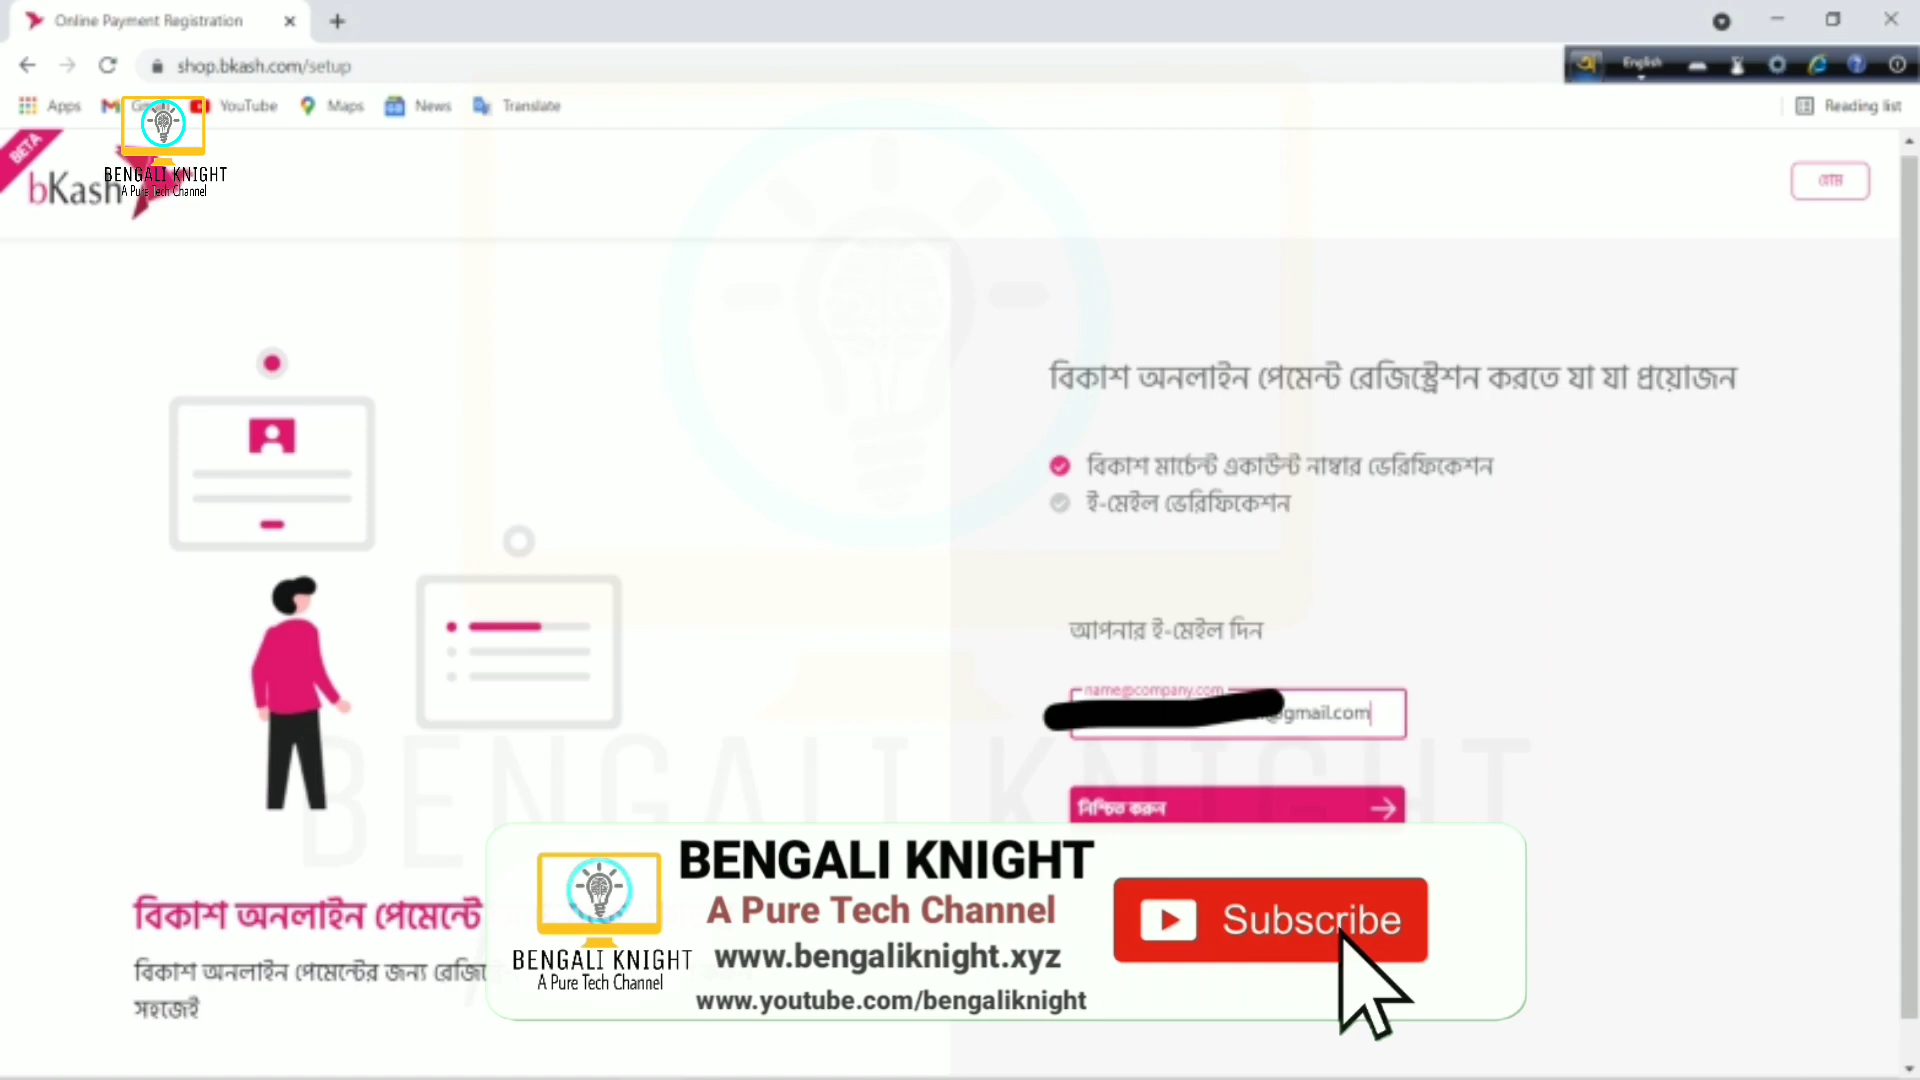 Online Payment Registration
shop.bkash.com/setup
English
Apps
YouTube
Maps
News
Translate
Reading list
BETA
bKash
BENGALI KNIGHT
A Pure Tech Channel
হোম
বিকাশ অনলাইন পেমেন্ট রেজিস্ট্রেশন করতে যা যা প্রয়োজন
বিকাশ মার্চেন্ট একাউন্ট নাম্বার ভেরিফিকেশন
ই-মেইল ভেরিফিকেশন
আপনার ই-মেইল দিন
name@company.com
@gmail.com
নিশ্চিত করুন
BENGALI KNIGHT
বিকাশ অনলাইন পেমেন্টে
বিকাশ অনলাইন পেমেন্টের জন্য
সহজেই
BENGALI KNIGHT
A Pure Tech Channel
BENGALI KNIGHT
A Pure Tech Channel
www.bengaliknight.xyz
www.youtube.com/bengaliknight
Subscribe